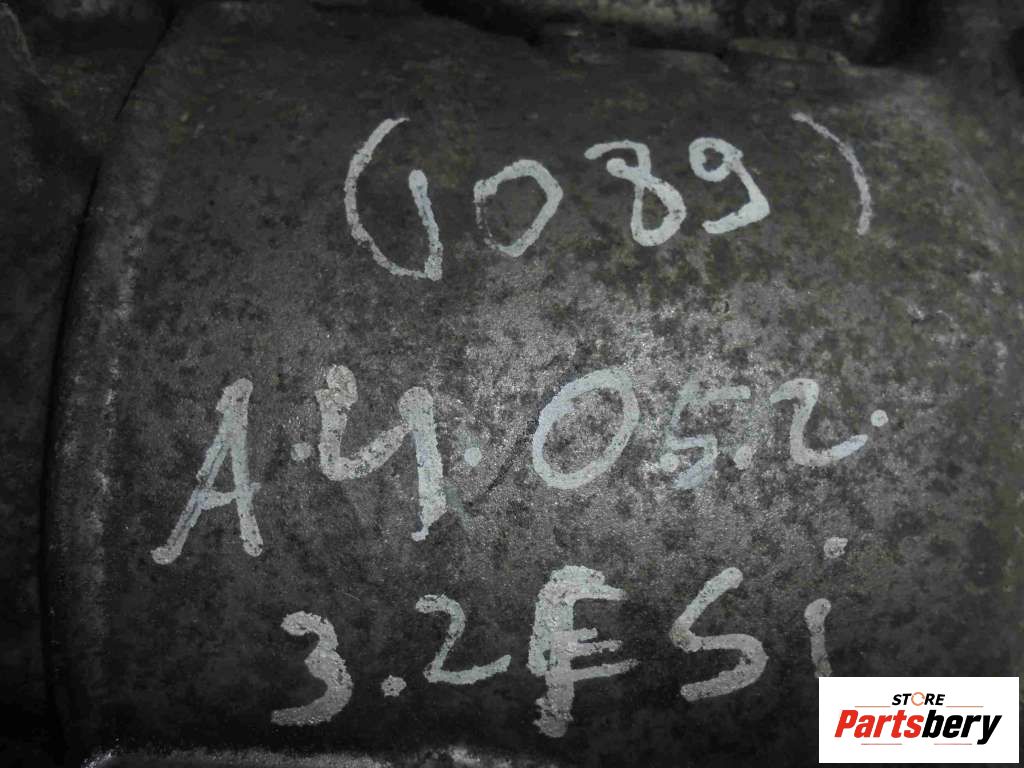 (1089)
A.4.05.2.
3.2FSi
STORE
Partsbery